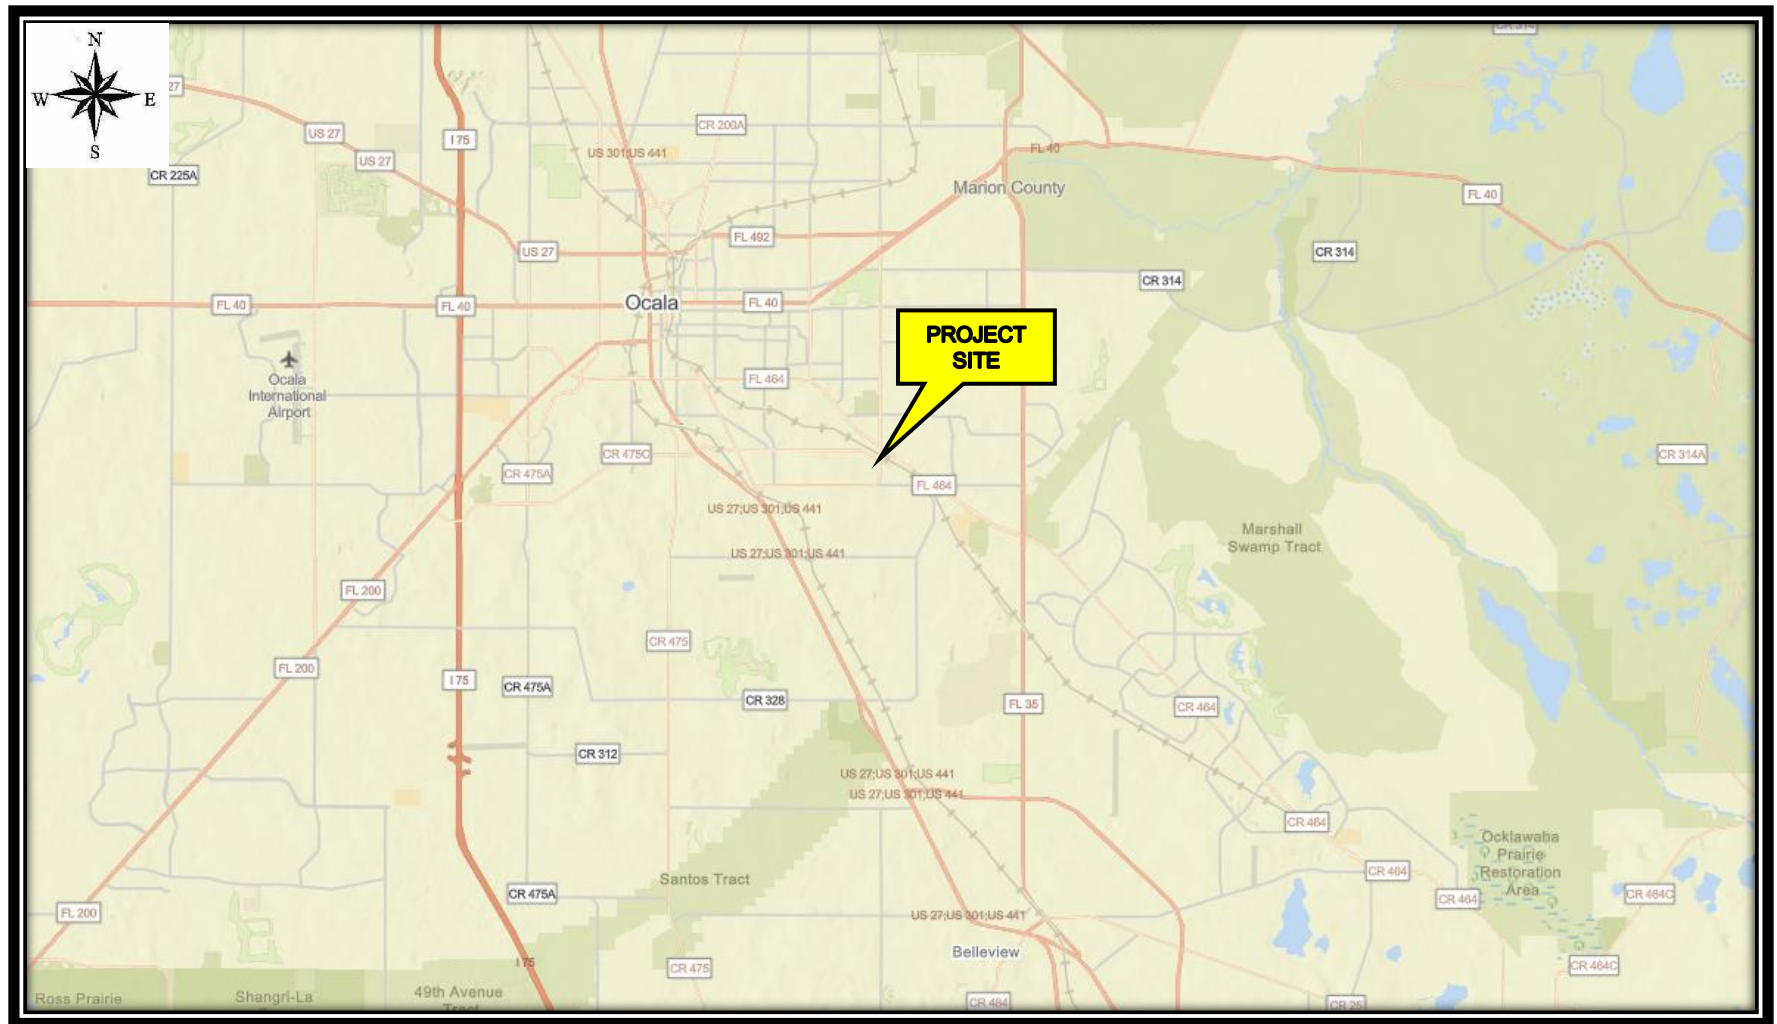 N
W E
S
27
US 27
I 75
CR 200A
US 301;US 441
FL 40
US 27
CR 225A
Marion County
FL 40
FL 492
US 27
CR 314
CR 314
Ocala
FL 40
FL 40
FL 40
PROJECT
SITE
Ocala
International
Airport
FL 464
CR 475C
CR 314A
CR 475A
FL 464
US 27;US 301;US 441
Marshall
Swamp Tract
US 27;US 301;US 441
FL 200
CR 475
FL 200
I 75
CR 475A
CR 328
FL 35
CR 464
CR 312
US 27;US 301;US 441
US 27;US 301;US 441
CR 464
Ocklawaha
Prairie
Restoration
Area
CR 464
Santos Tract
CR 475A
CR 464
CR 464C
FL 200
US 27;US 301;US 441
Belleview
I 75
CR 475
CR 464C
49th Avenue
Tract
Ross Prairie
Shangri-La
CR 484
CR 25